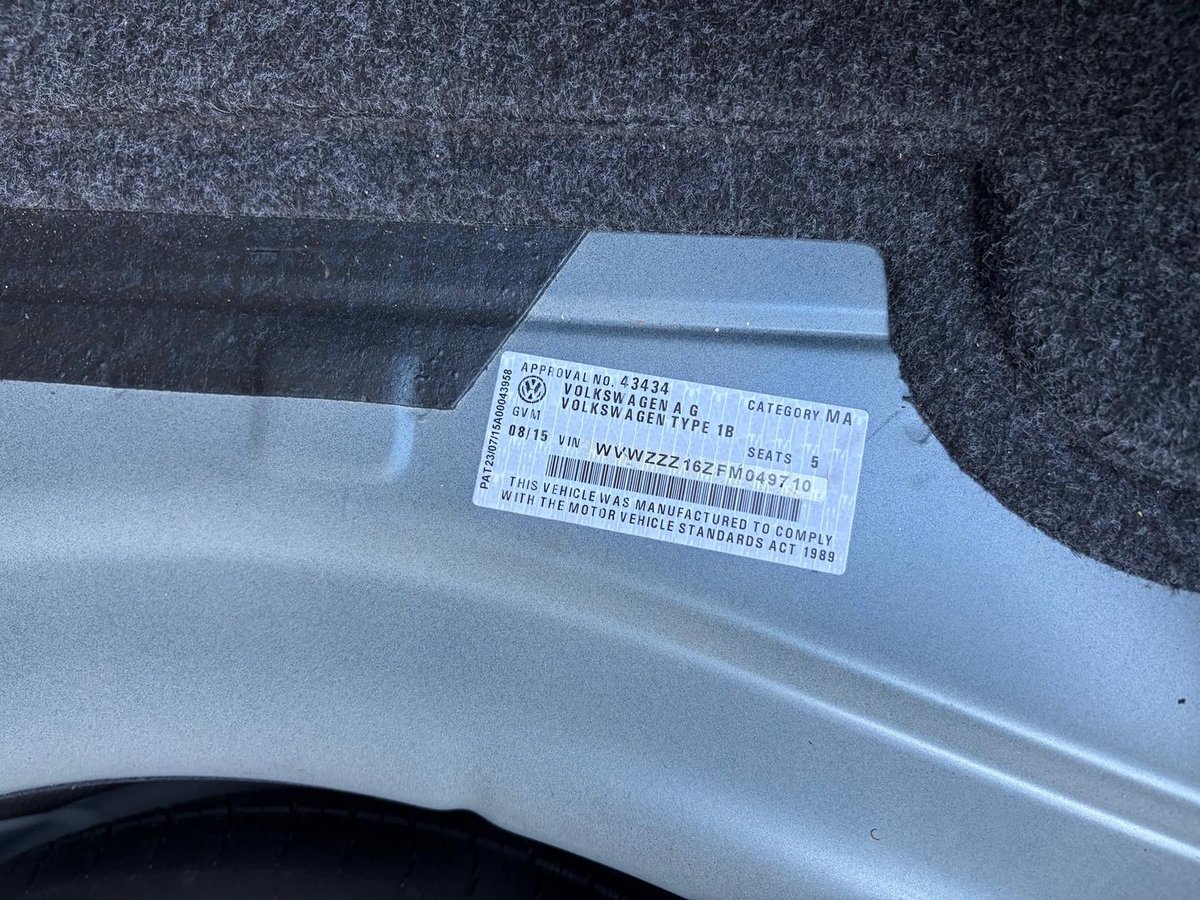 APPROVAL NO. 43434 CATEGORY MA
VOLKSWAGEN A G
VOLKSWAGEN TYPE 1B
GVM SEATS 5
08/15 VIN WVWZZZ16ZFM049710
THIS VEHICLE WAS MANUFACTURED TO COMPLY
WITH THE MOTOR VEHICLE STANDARDS ACT 1989
PAT23/07/15A00043958